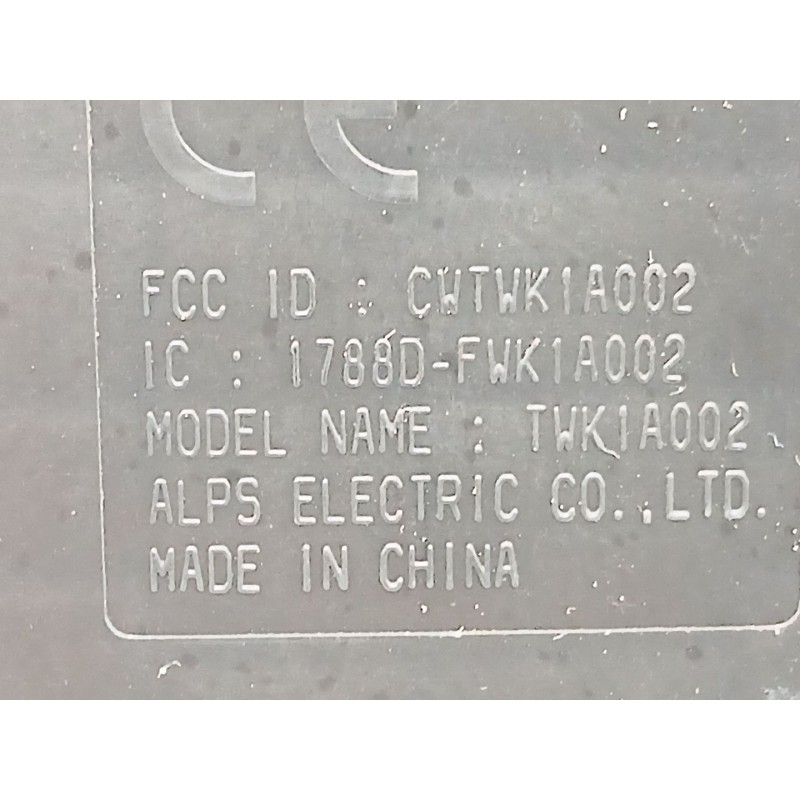 CE
FCC ID : CWTWK1A002
IC : 1788D-FWK1A002
MODEL NAME : TWK1A002
ALPS ELECTRIC CO.,LTD.
MADE IN CHINA